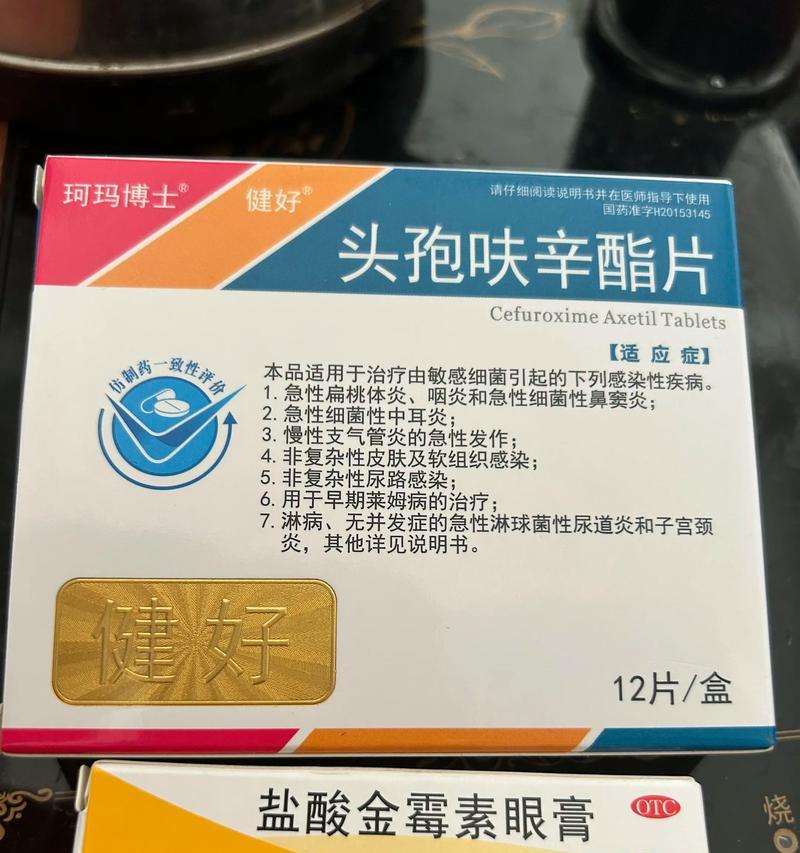 珂玛博士®
健好®
请仔细阅读说明书并在医师指导下使用
国药准字H20153145
头孢呋辛酯片
Cefuroxime Axetil Tablets
【适 应 症】
仿制药一致性评价
本品适用于治疗由敏感细菌引起的下列感染性疾病。
1. 急性扁桃体炎、咽炎和急性细菌性鼻窦炎；
2. 急性细菌性中耳炎；
3. 慢性支气管炎的急性发作；
4. 非复杂性皮肤及软组织感染；
5. 非复杂性尿路感染；
6. 用于早期莱姆病的治疗；
7. 淋病、无并发症的急性淋球菌性尿道炎和子宫颈
炎，其他详见说明书。
健好
12片/盒
盐酸金霉素眼膏
OTC
烧